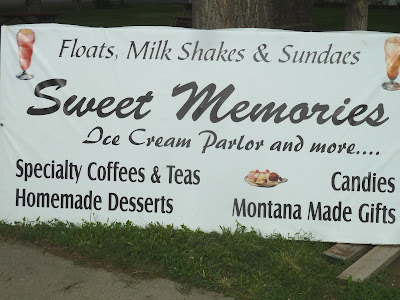 Floats, Milk Shakes & Sundaes
Sweet Memories
Ice Cream Parlor and more....
Specialty Coffees & Teas
Homemade Desserts
Candies
Montana Made Gifts